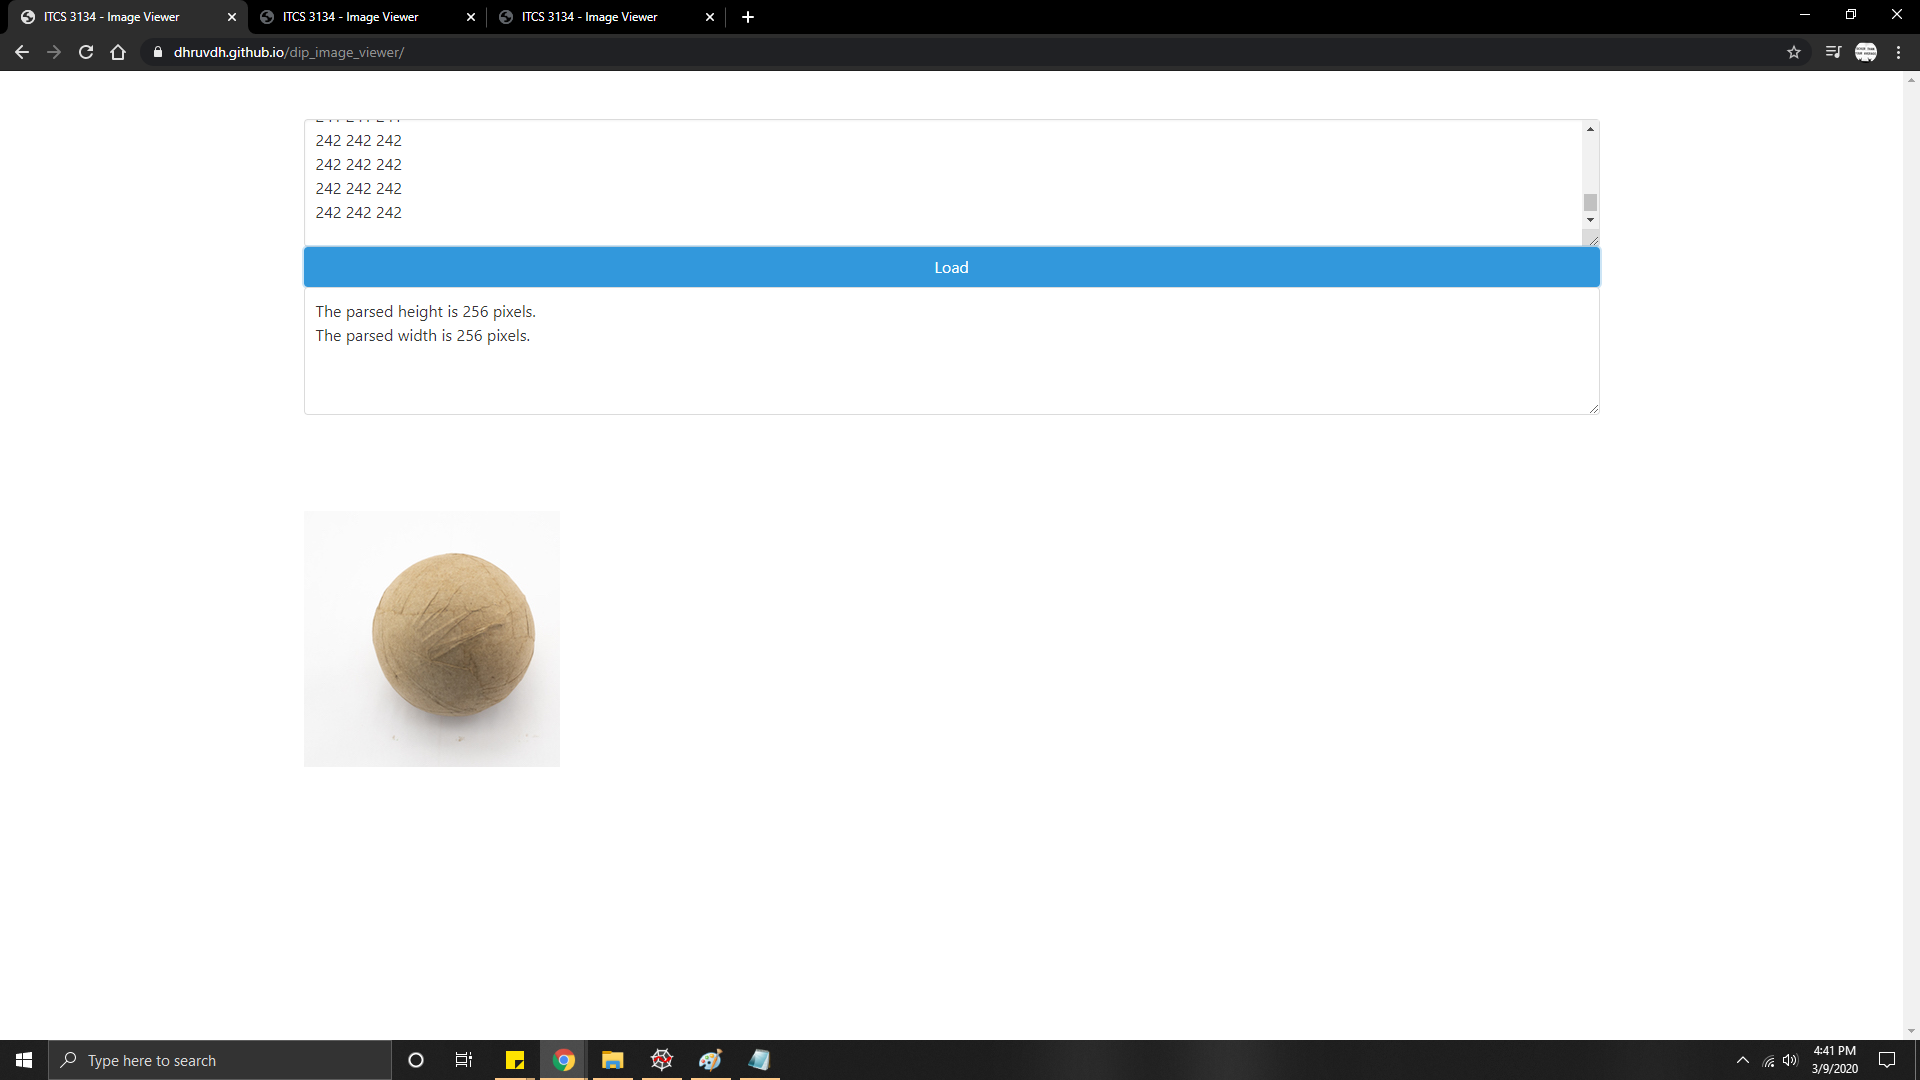 ITCS 3134 - Image Viewer
ITCS 3134 - Image Viewer
ITCS 3134 - Image Viewer
dhruvdh.github.io/dip_image_viewer/
242 242 242
242 242 242
242 242 242
242 242 242
Load
The parsed height is 256 pixels.
The parsed width is 256 pixels.
Type here to search
4:41 PM
3/9/2020